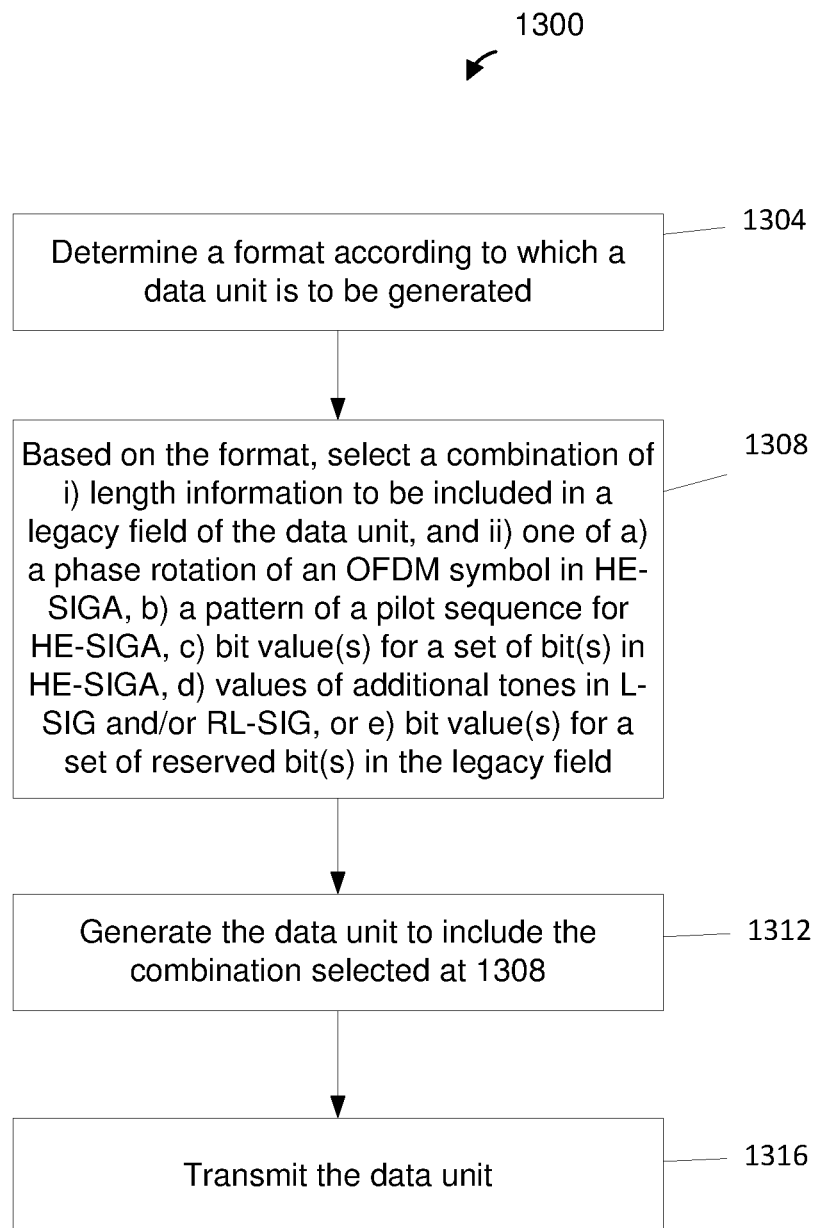 1300
1304
Determine a format according to which a
data unit is to be generated
1308
Based on the format, select a combination of
i) length information to be included in a
legacy field of the data unit, and ii) one of a)
a phase rotation of an OFDM symbol in HE-
SIGA, b) a pattern of a pilot sequence for
HE-SIGA, c) bit value(s) for a set of bit(s) in
HE-SIGA, d) values of additional tones in L-
SIG and/or RL-SIG, or e) bit value(s) for a
set of reserved bit(s) in the legacy field
1312
Generate the data unit to include the
combination selected at 1308
1316
Transmit the data unit